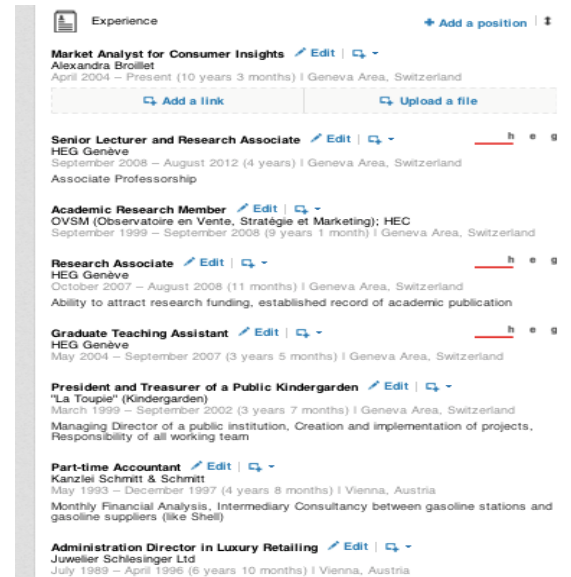 Experience
+ Add a position
Market Analyst for Consumer Insights Edit
Alexandra Broillet
April 2004 – Present (10 years 3 months) | Geneva Area, Switzerland
Add a link
Upload a file
Senior Lecturer and Research Associate Edit
h e g
HEG Genève
September 2008 – August 2012 (4 years) | Geneva Area, Switzerland
Associate Professorship
Academic Research Member Edit
OVSM (Observatoire en Vente, Stratégie et Marketing); HEC
September 1999 – September 2008 (9 years 1 month) | Geneva Area, Switzerland
Research Associate Edit
h e g
HEG Genève
October 2007 – August 2008 (11 months) | Geneva Area, Switzerland
Ability to attract research funding, established record of academic publication
Graduate Teaching Assistant Edit
h e g
HEG Genève
May 2004 – September 2007 (3 years 5 months) | Geneva Area, Switzerland
President and Treasurer of a Public Kindergarden Edit
"La Toupie" (Kindergarden)
March 1999 – September 2002 (3 years 7 months) | Geneva Area, Switzerland
Managing Director of a public institution, Creation and implementation of projects,
Responsibility of all working team
Part-time Accountant Edit
Kanzlei Schmitt & Schmitt
May 1993 – December 1997 (4 years 8 months) | Vienna, Austria
Monthly Financial Analysis, Intermediary Consultancy between gasoline stations and
gasoline suppliers (like Shell)
Administration Director in Luxury Retailing Edit
Juwelier Schlesinger Ltd
July 1989 – April 1996 (6 years 10 months) | Vienna, Austria